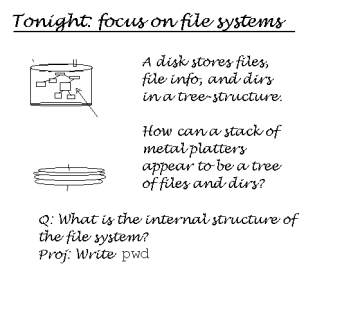 Tonight: focus on file systems
A disk stores files,
file info, and dirs
in a tree-structure.
How can a stack of
metal platters
appear to be a tree
of files and dirs?
Q: What is the internal structure of
the file system?
Proj: Write pwd